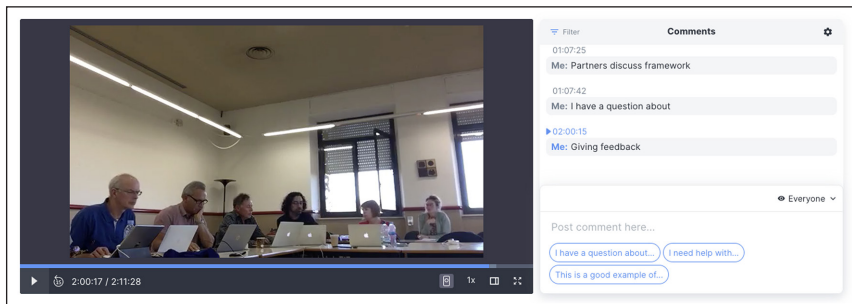 Filter
Comments
01:07:25
Me: Partners discuss framework
01:07:42
Me: I have a question about
02:00:15
Me: Giving feedback
Everyone
Post comment here...
I have a question about...
I need help with...
This is a good example of...
2:00:17 / 2:11:28
1x